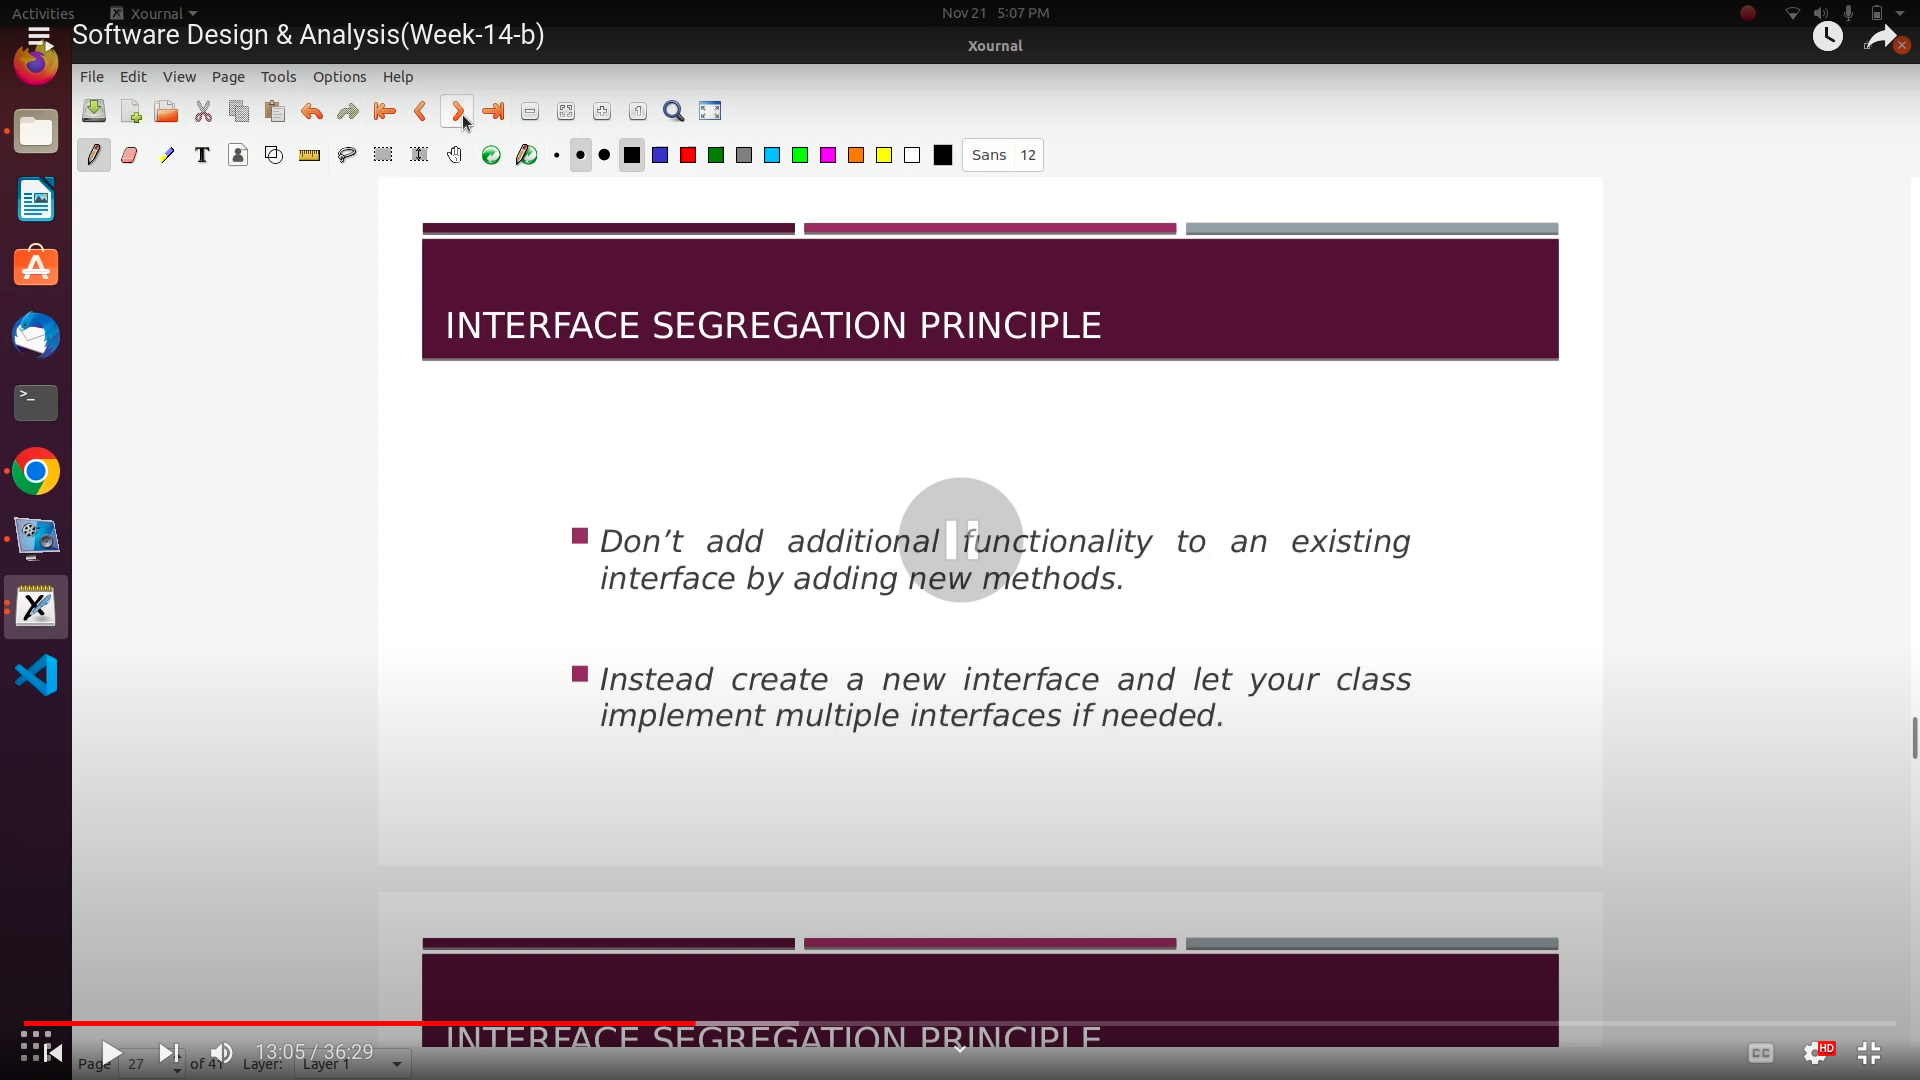 Activities Xournal Nov 21 5:07 PM
Software Design & Analysis(Week-14-b)
Xournal
File Edit View Page Tools Options Help
T Sans 12
INTERFACE SEGREGATION PRINCIPLE
Don’t add additional functionality to an existing
interface by adding new methods.
Instead create a new interface and let your class
implement multiple interfaces if needed.
INTERFACE SEGREGATION PRINCIPLE
13:05 / 36:29 CC HD
Page 27 of 41 Layer: Layer 1